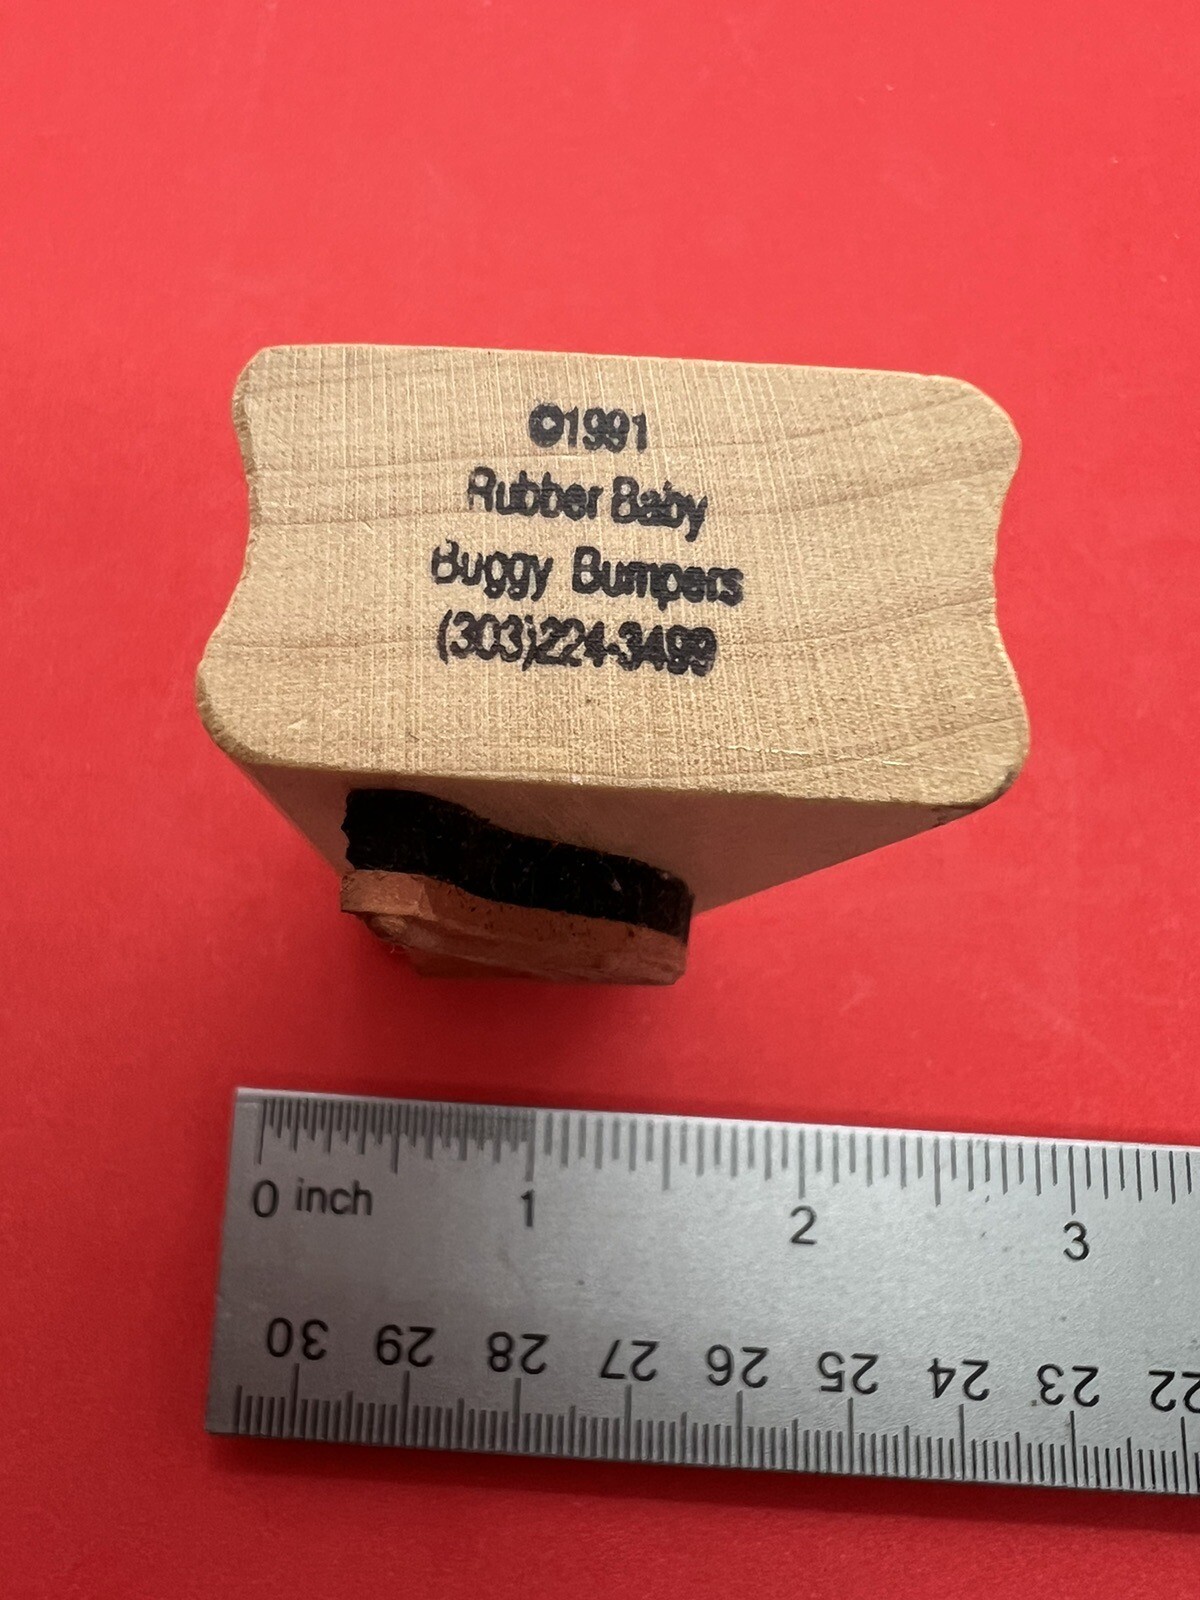 ©1991
Rubber Baby
Buggy Bumpers
(303)224-3499
0 inch 1 2 3
30 29 28 27 26 25 24 23 22